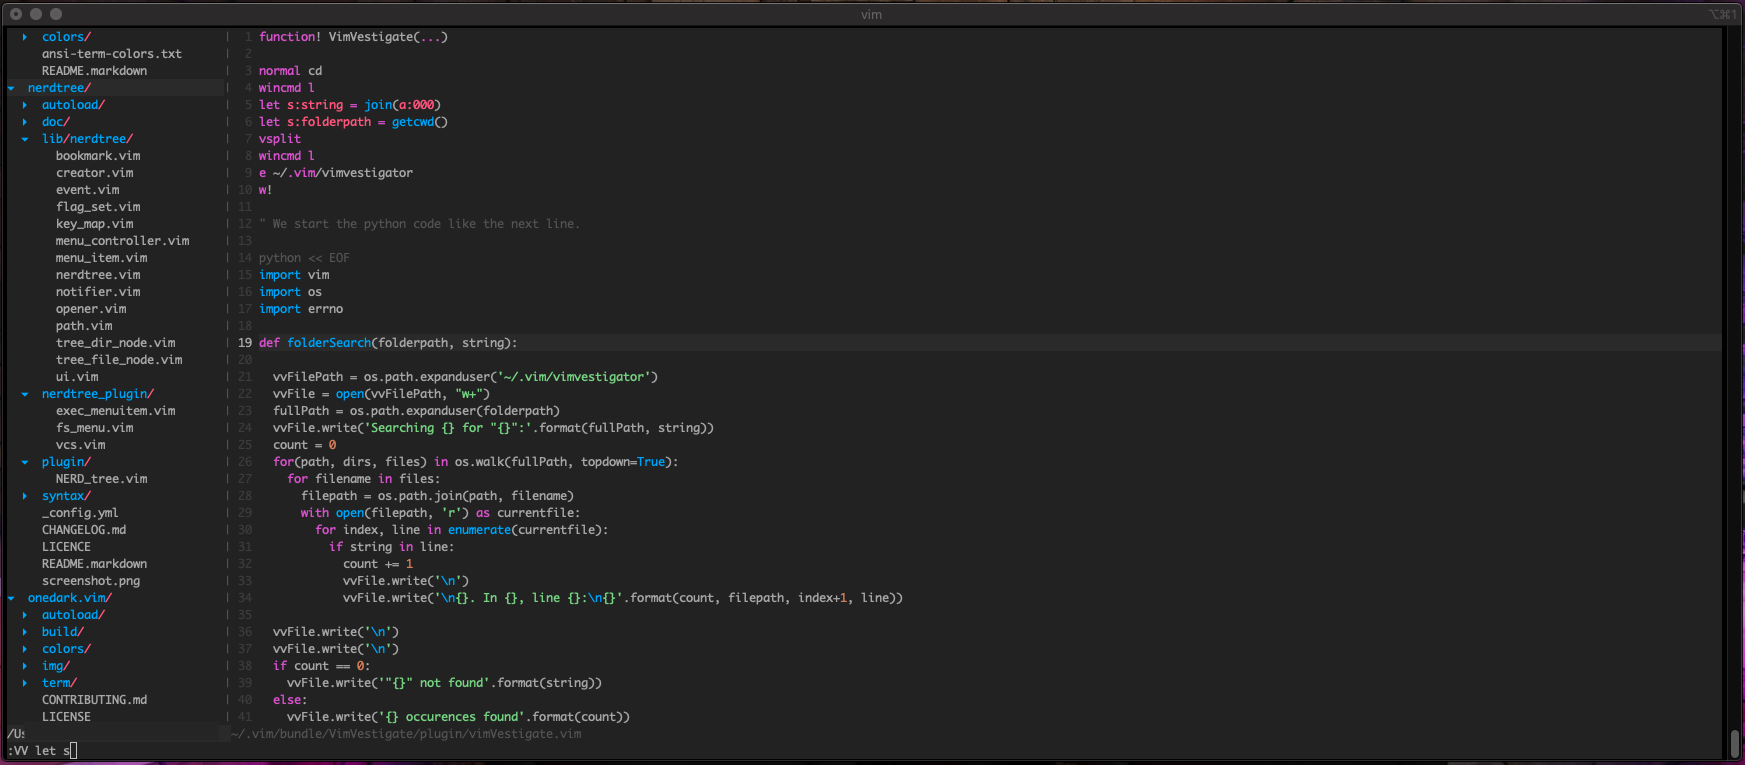 vim
⌥⌘1
colors/
ansi-term-colors.txt
README.markdown
nerdtree/
autoload/
doc/
lib/nerdtree/
bookmark.vim
creator.vim
event.vim
flag_set.vim
key_map.vim
menu_controller.vim
menu_item.vim
nerdtree.vim
notifier.vim
opener.vim
path.vim
tree_dir_node.vim
tree_file_node.vim
ui.vim
nerdtree_plugin/
exec_menuitem.vim
fs_menu.vim
vcs.vim
plugin/
NERD_tree.vim
syntax/
_config.yml
CHANGELOG.md
LICENCE
README.markdown
screenshot.png
onedark.vim/
autoload/
build/
colors/
img/
term/
CONTRIBUTING.md
LICENSE
/Us
1 function! VimVestigate(...)
2
3 normal cd
4 wincmd l
5 let s:string = join(a:000)
6 let s:folderpath = getcwd()
7 vsplit
8 wincmd l
9 e ~/.vim/vimvestigator
10 w!
11
12 " We start the python code like the next line.
13
14 python << EOF
15 import vim
16 import os
17 import errno
18
19 def folderSearch(folderpath, string):
20
21 vvFilePath = os.path.expanduser('~/.vim/vimvestigator')
22 vvFile = open(vvFilePath, "w+")
23 fullPath = os.path.expanduser(folderpath)
24 vvFile.write('Searching {} for "{}":'.format(fullPath, string))
25 count = 0
26 for(path, dirs, files) in os.walk(fullPath, topdown=True):
27 for filename in files:
28 filepath = os.path.join(path, filename)
29 with open(filepath, 'r') as currentfile:
30 for index, line in enumerate(currentfile):
31 if string in line:
32 count += 1
33 vvFile.write('\n')
34 vvFile.write('\n{}. In {}, line {}:\n{}'.format(count, filepath, index+1, line))
35
36 vvFile.write('\n')
37 vvFile.write('\n')
38 if count == 0:
39 vvFile.write('"{}" not found'.format(string))
40 else:
41 vvFile.write('{} occurences found'.format(count))
~/.vim/bundle/VimVestigate/plugin/vimVestigate.vim
:VV let s